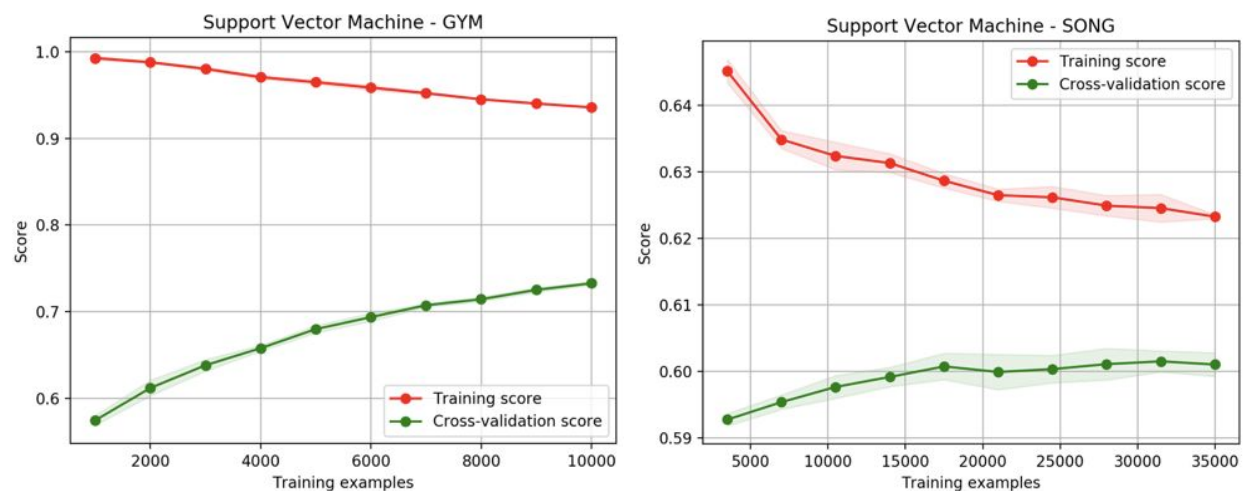 Support Vector Machine - GYM
1.0
0.9
0.8
0.7
0.6
Score
Training score
Cross-validation score
2000 4000 6000 8000 10000
Training examples
Support Vector Machine - SONG
Training score
Cross-validation score
0.64
0.63
0.62
0.61
0.60
0.59
Score
5000 10000 15000 20000 25000 30000 35000
Training examples